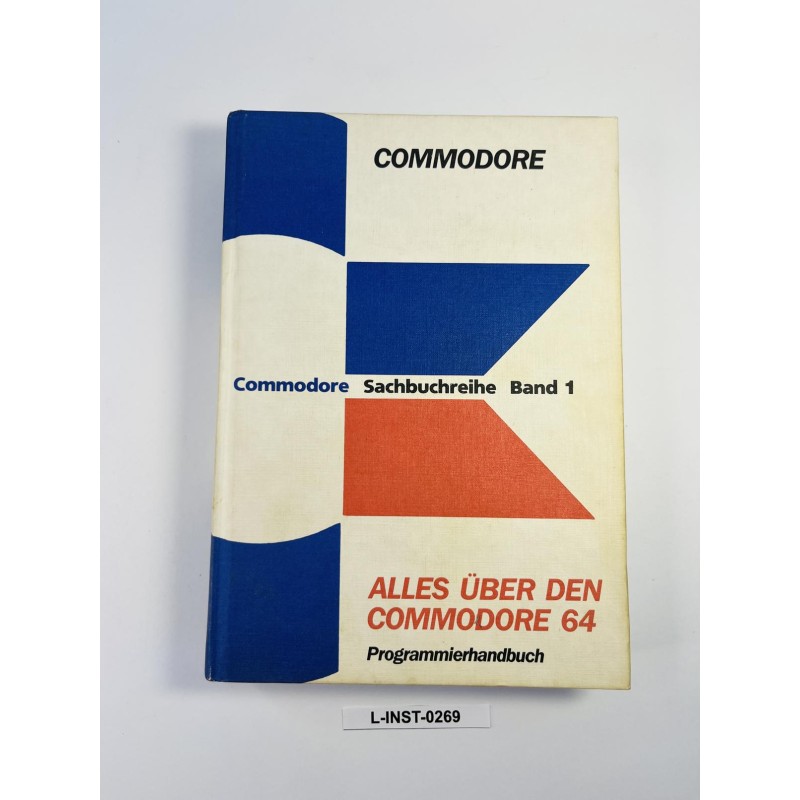 COMMODORE
Commodore Sachbuchreihe Band 1
ALLES ÜBER DEN
COMMODORE 64
Programmierhandbuch
L-INST-0269